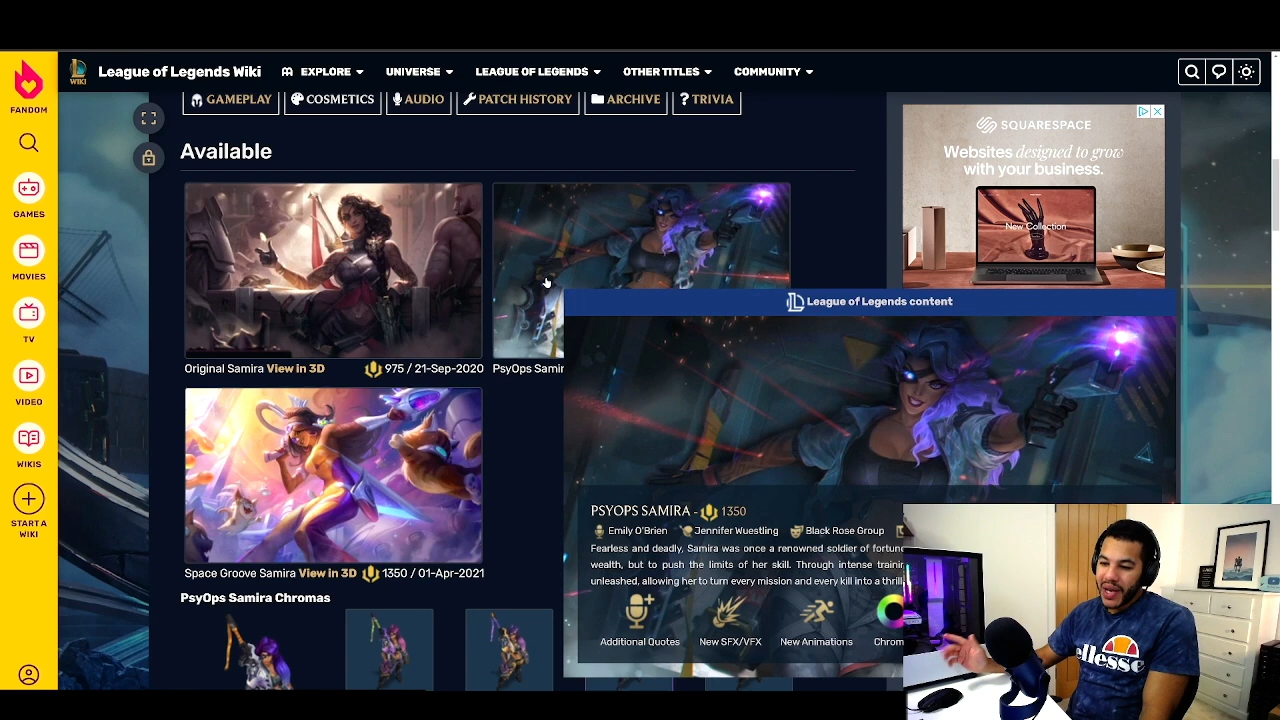 FANDOM
GAMES
MOVIES
TV
VIDEO
WIKIS
START A
WIKI
WIKI
League of Legends Wiki
EXPLORE
UNIVERSE
LEAGUE OF LEGENDS
OTHER TITLES
COMMUNITY
GAMEPLAY
COSMETICS
AUDIO
PATCH HISTORY
ARCHIVE
? TRIVIA
Available
SQUARESPACE
Websites designed to grow
with your business.
New Collection
Original Samira View in 3D
975 / 21-Sep-2020
PsyOps Samir
League of Legends content
PSYOPS SAMIRA - 1350
Emily O'Brien Jennifer Wuestling Black Rose Group
Fearless and deadly, Samira was once a renowned soldier of fortune
wealth, but to push the limits of her skill. Through intense training
unleashed, allowing her to turn every mission and every kill into a thrill
Additional Quotes
New SFX/VFX
New Animations
Chrom
Space Groove Samira View in 3D
1350 / 01-Apr-2021
PsyOps Samira Chromas
ellesse